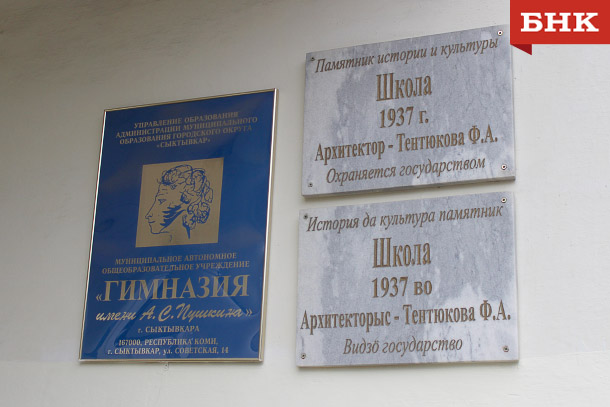 БНК
УПРАВЛЕНИЕ ОБРАЗОВАНИЯ
АДМИНИСТРАЦИИ МУНИЦИПАЛЬНОГО
ОБРАЗОВАНИЯ ГОРОДСКОГО ОКРУГА
«СЫКТЫВКАР»
МУНИЦИПАЛЬНОЕ АВТОНОМНОЕ
ОБЩЕОБРАЗОВАТЕЛЬНОЕ УЧРЕЖДЕНИЕ
«ГИМНАЗИЯ
имени А.С.Пушкина»
г. СЫКТЫВКАРА
167000, РЕСПУБЛИКА КОМИ,
г. СЫКТЫВКАР, ул. СОВЕТСКАЯ, 14
Памятник истории и культуры
Школа
1937 г.
Архитектор - Тентюкова Ф.А.
Охраняется государством
История да культура памятник
Школа
1937 во
Архитекторыс - Тентюкова Ф.А.
Видзӧ государство